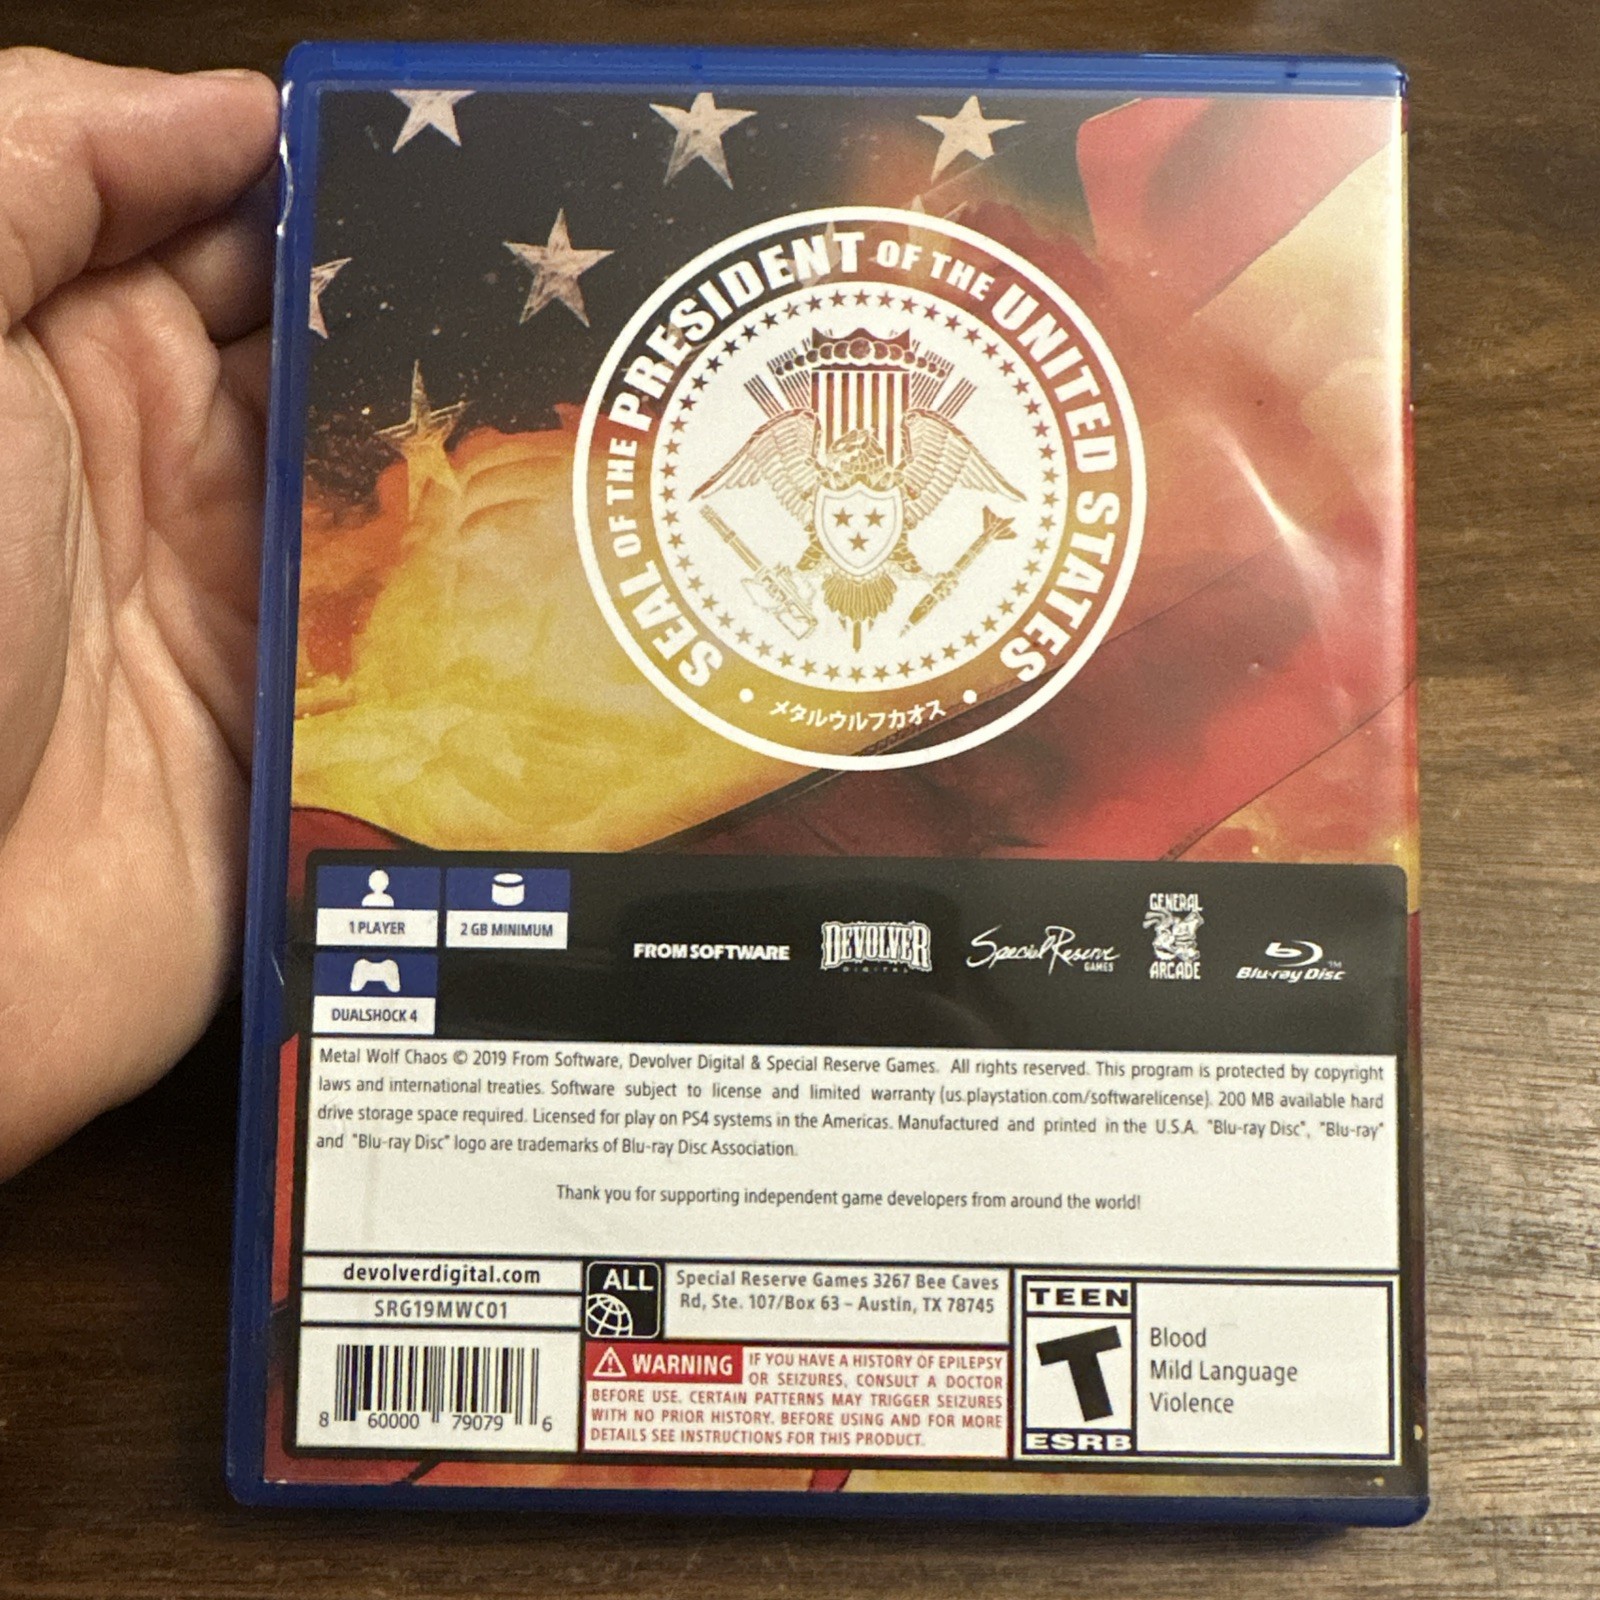 SEAL OF THE PRESIDENT OF THE UNITED STATES
メタルウルフカオス
1 PLAYER
2 GB MINIMUM
DUALSHOCK 4
FROMSOFTWARE
DEVOLVER
DIGITAL
Special Reserve
GAMES
GENERAL
ARCADE
Blu-ray Disc™
Metal Wolf Chaos © 2019 From Software, Devolver Digital & Special Reserve Games. All rights reserved. This program is protected by copyright
laws and international treaties. Software subject to license and limited warranty (us.playstation.com/softwarelicense). 200 MB available hard
drive storage space required. Licensed for play on PS4 systems in the Americas. Manufactured and printed in the U.S.A. "Blu-ray Disc", "Blu-ray"
and "Blu-ray Disc" logo are trademarks of Blu-ray Disc Association.
Thank you for supporting independent game developers from around the world!
devolverdigital.com
SRG19MWC01
8 60000 79079 6
ALL
Special Reserve Games 3267 Bee Caves
Rd, Ste. 107/Box 63 – Austin, TX 78745
WARNING IF YOU HAVE A HISTORY OF EPILEPSY
OR SEIZURES, CONSULT A DOCTOR
BEFORE USE. CERTAIN PATTERNS MAY TRIGGER SEIZURES
WITH NO PRIOR HISTORY. BEFORE USING AND FOR MORE
DETAILS SEE INSTRUCTIONS FOR THIS PRODUCT.
TEEN
T
ESRB
Blood
Mild Language
Violence